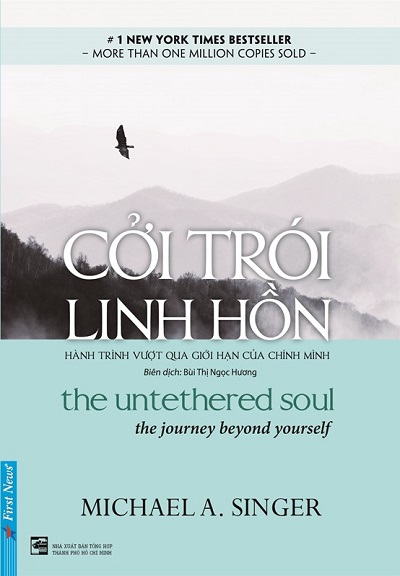 # 1 NEW YORK TIMES BESTSELLER
– MORE THAN ONE MILLION COPIES SOLD –
CỞI TRÓI
LINH HỒN
HÀNH TRÌNH VƯỢT QUA GIỚI HẠN CỦA CHÍNH MÌNH
Biên dịch: Bùi Thị Ngọc Hương
the untethered soul
the journey beyond yourself
First News
MICHAEL A. SINGER
NHÀ XUẤT BẢN TỔNG HỢP
THÀNH PHỐ HỒ CHÍ MINH